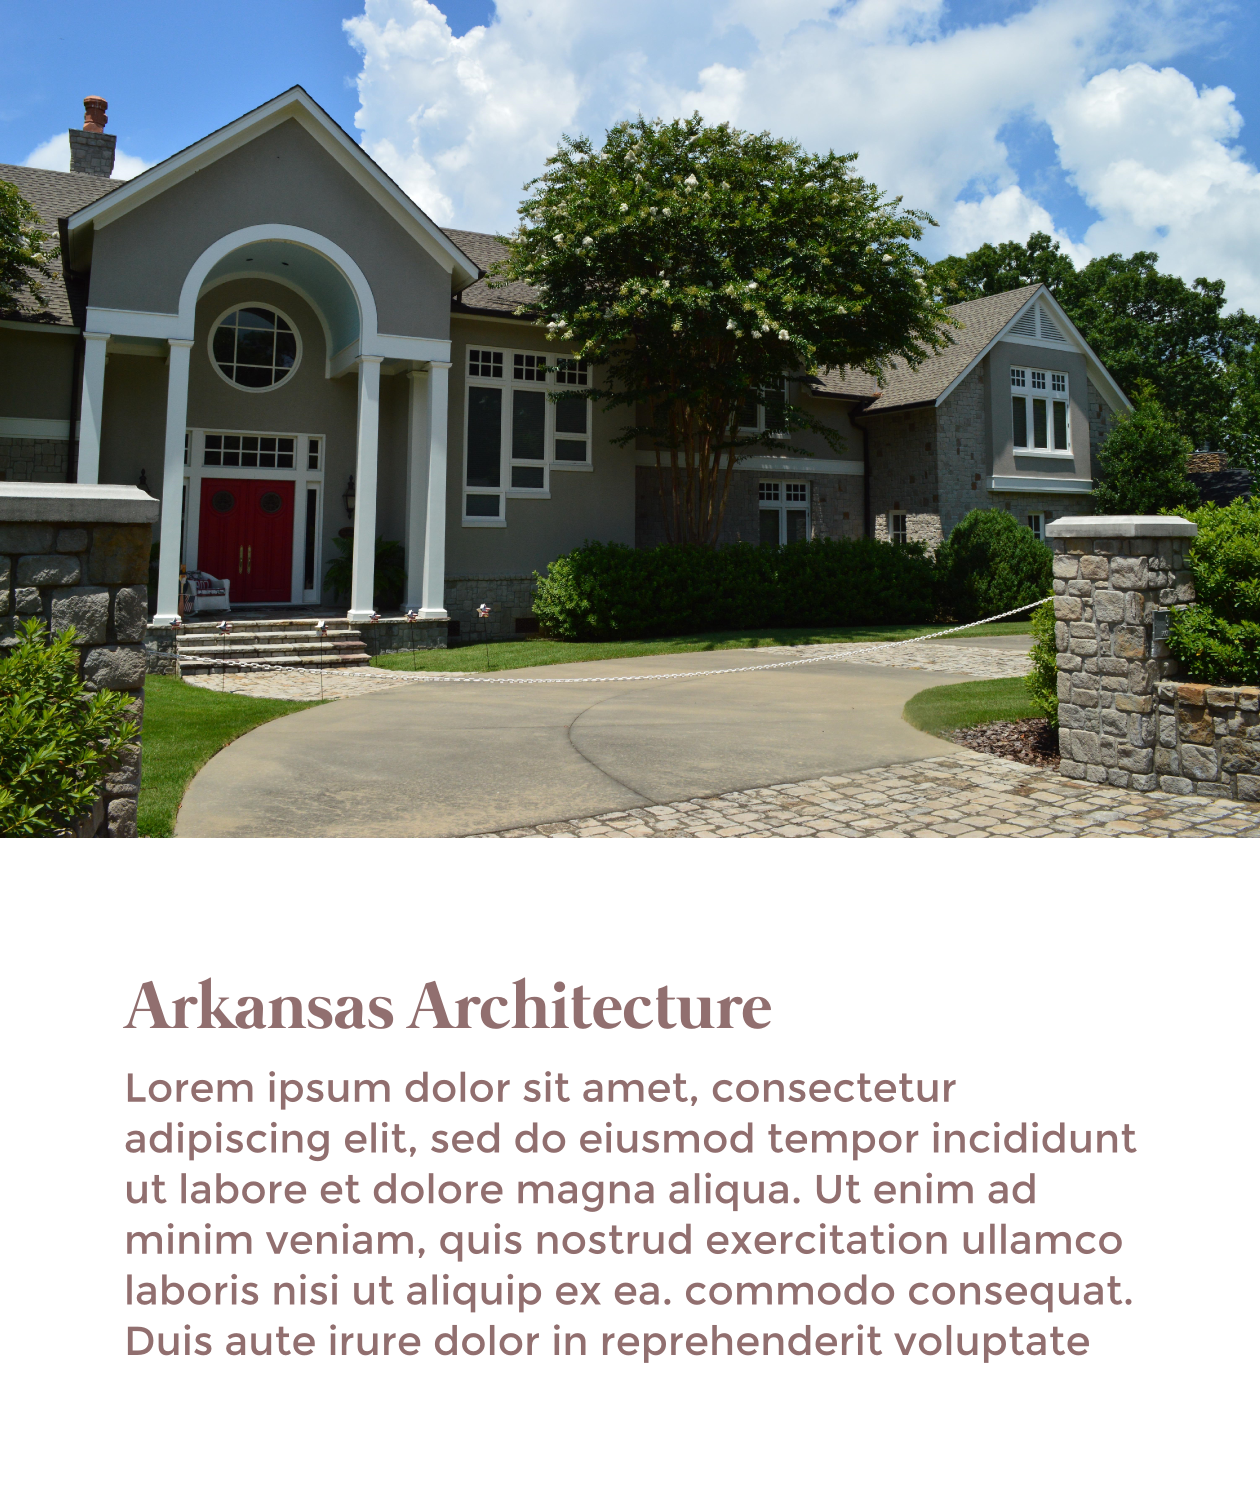 Arkansas Architecture
Lorem ipsum dolor sit amet, consectetur
adipiscing elit, sed do eiusmod tempor incididunt
ut labore et dolore magna aliqua. Ut enim ad
minim veniam, quis nostrud exercitation ullamco
laboris nisi ut aliquip ex ea. commodo consequat.
Duis aute irure dolor in reprehenderit voluptate